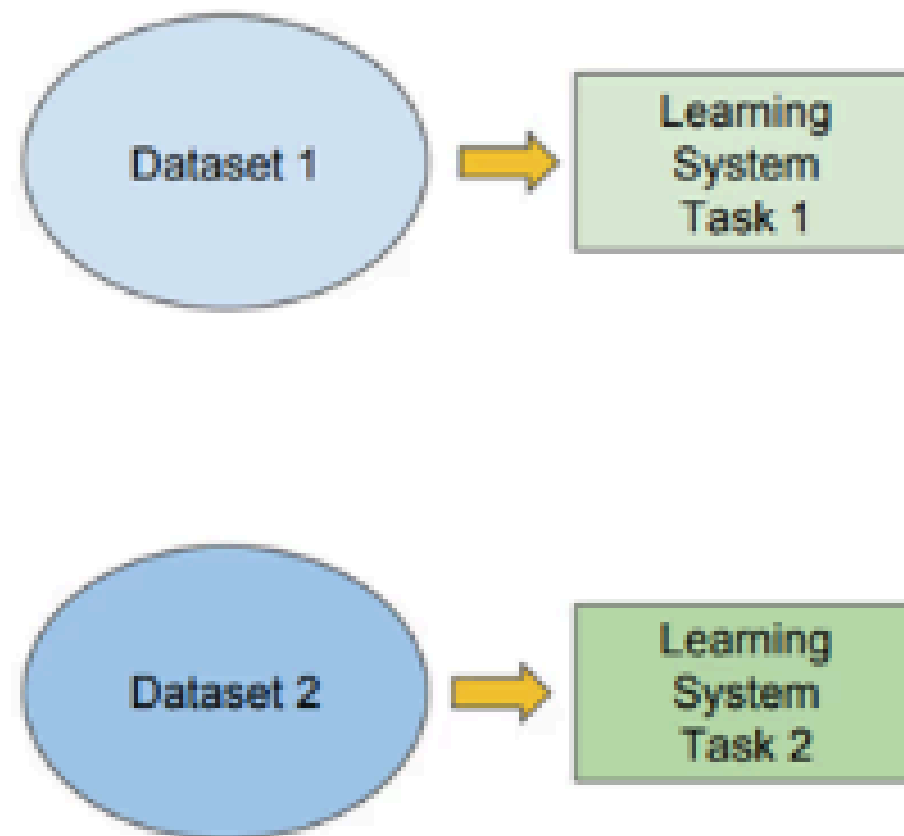 Dataset 1
Learning
System
Task 1
Dataset 2
Learning
System
Task 2